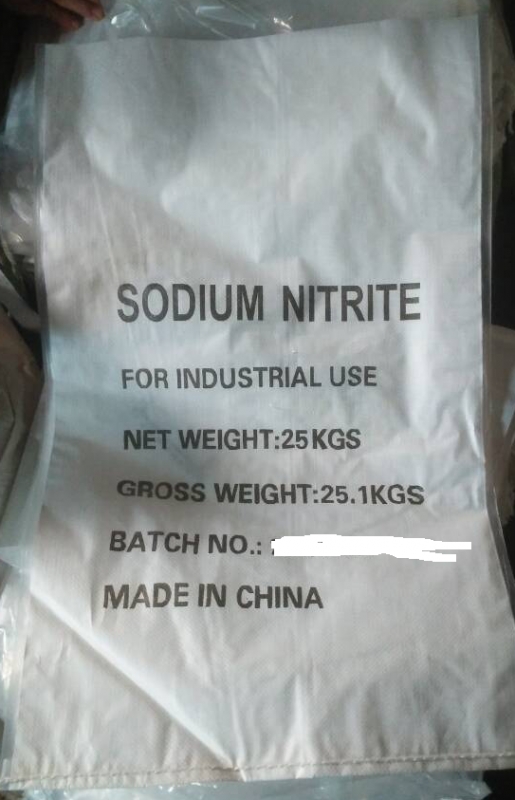 SODIUM NITRITE
FOR INDUSTRIAL USE
NET WEIGHT:25KGS
GROSS WEIGHT:25.1KGS
BATCH NO.:
MADE IN CHINA